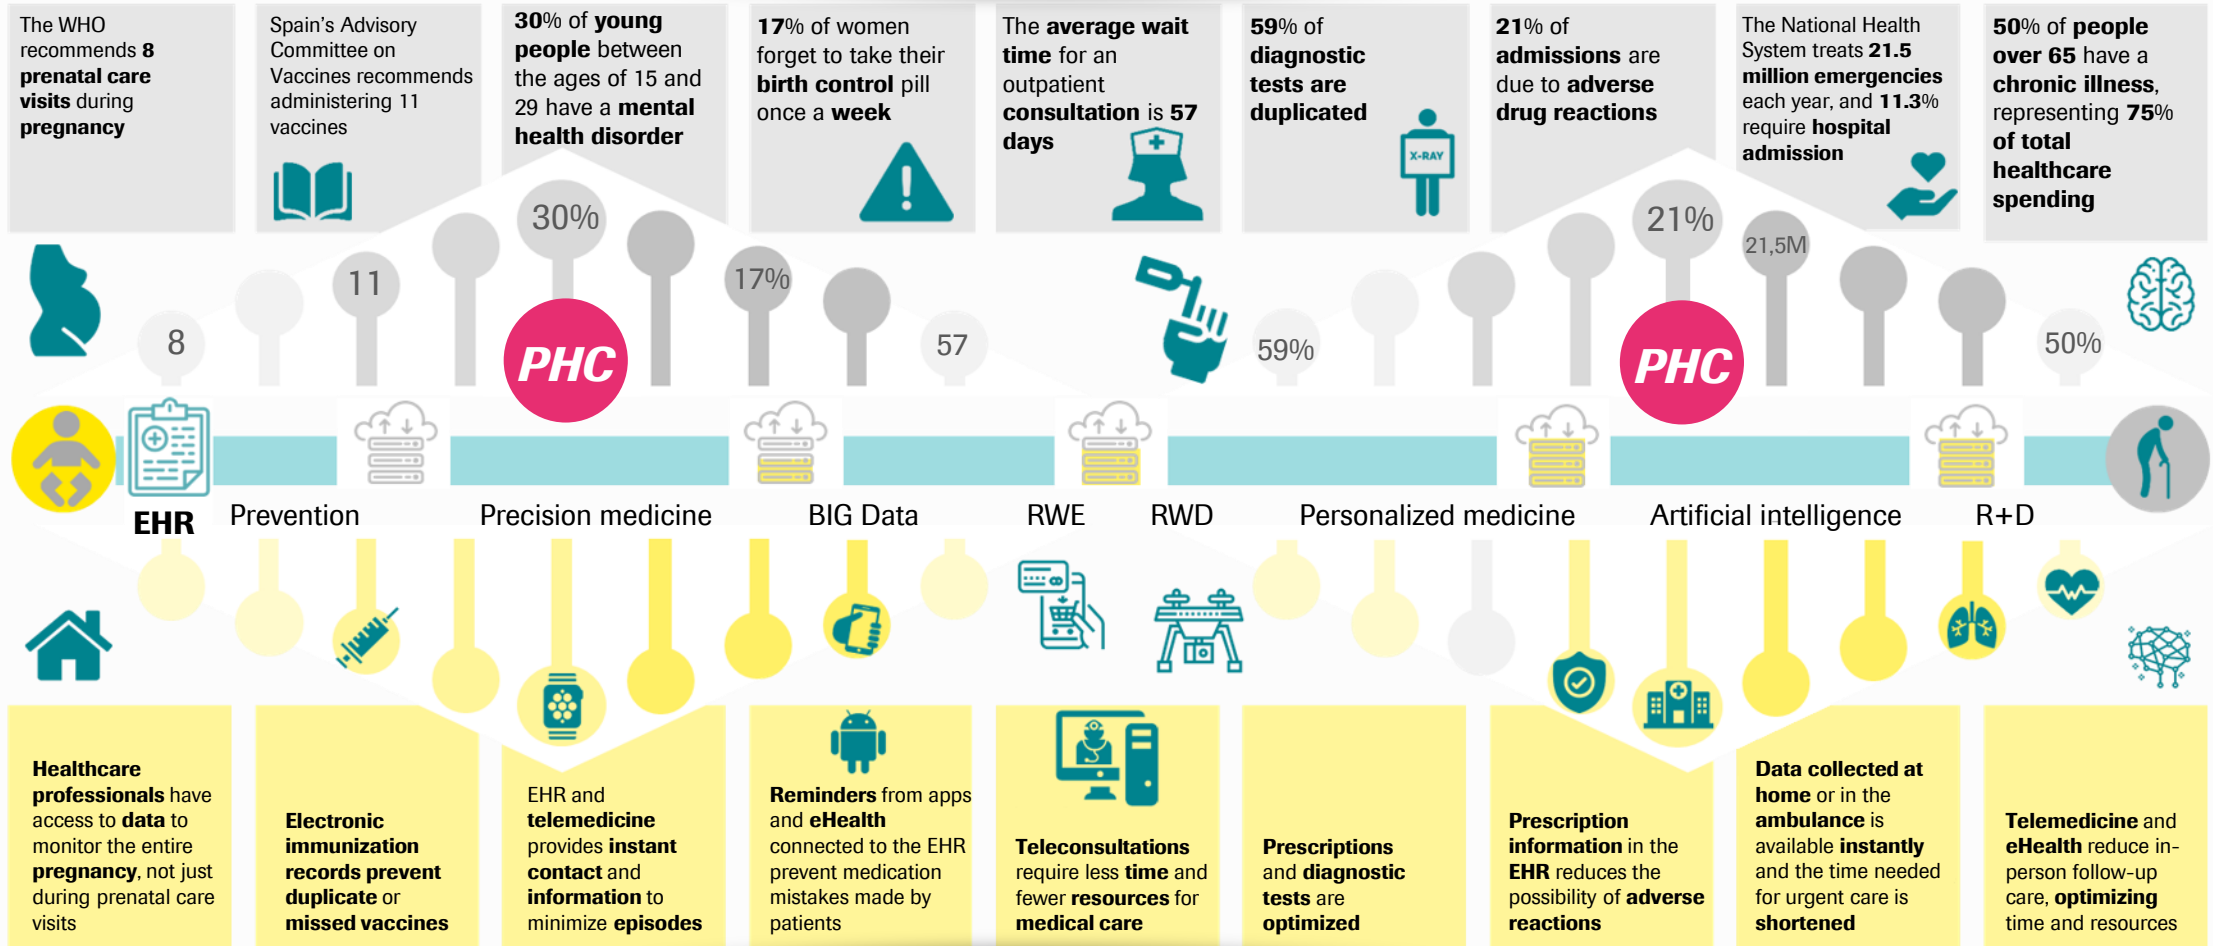 The WHO
recommends 8
prenatal care
visits during
pregnancy
Spain's Advisory
Committee on
Vaccines recommends
administering 11
vaccines
30% of young
people between
the ages of 15 and
29 have a mental
health disorder
17% of women
forget to take their
birth control pill
once a week
The average wait
time for an
outpatient
consultation is 57
days
59% of
diagnostic
tests are
duplicated
X-RAY
21% of
admissions are
due to adverse
drug reactions
The National Health
System treats 21.5
million emergencies
each year, and 11.3%
require hospital
admission
50% of people
over 65 have a
chronic illness,
representing 75%
of total
healthcare
spending
8
11
30%
17%
57
59%
21%
21,5M
50%
PHC
PHC
EHR
Prevention
Precision medicine
BIG Data
RWE
RWD
Personalized medicine
Artificial intelligence
R+D
Healthcare
professionals have
access to data to
monitor the entire
pregnancy, not just
during prenatal care
visits
Electronic
immunization
records prevent
duplicate or
missed vaccines
EHR and
telemedicine
provides instant
contact and
information to
minimize episodes
Reminders from apps
and eHealth
connected to the EHR
prevent medication
mistakes made by
patients
Teleconsultations
require less time and
fewer resources for
medical care
Prescriptions
and diagnostic
tests are
optimized
Prescription
information in the
EHR reduces the
possibility of adverse
reactions
Data collected at
home or in the
ambulance is
available instantly
and the time needed
for urgent care is
shortened
Telemedicine and
eHealth reduce in-
person follow-up
care, optimizing
time and resources